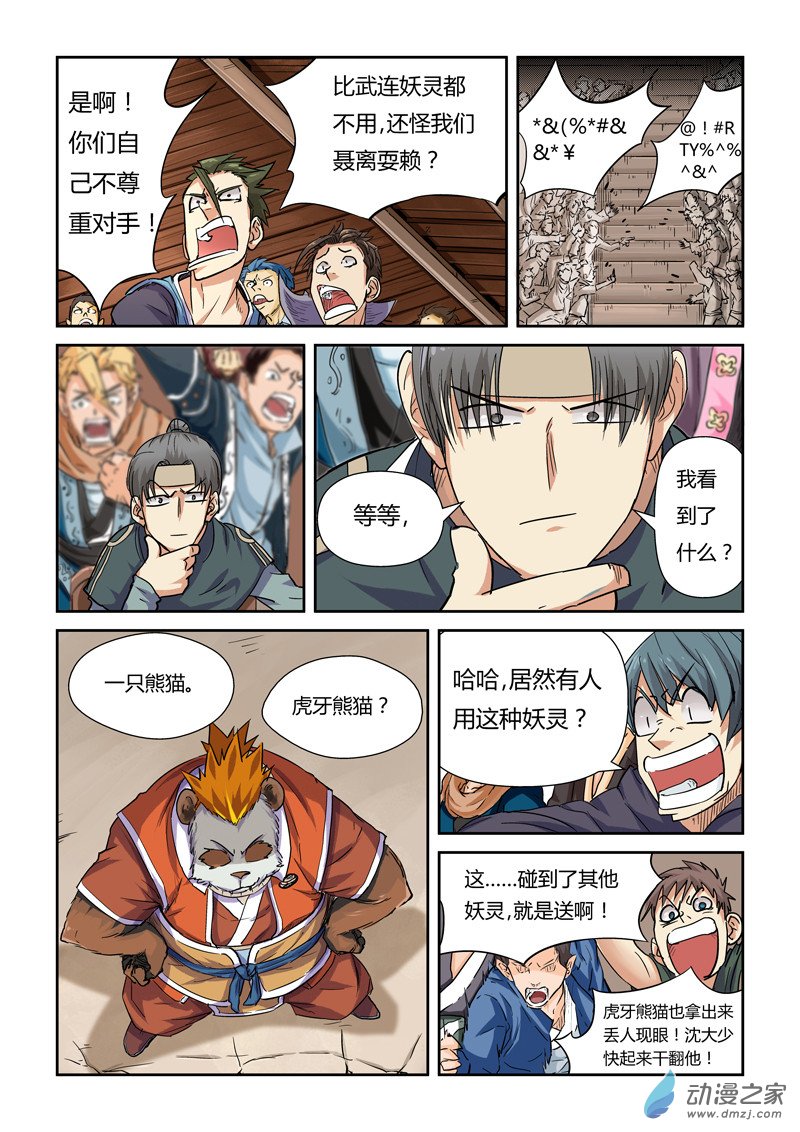 是啊！
你们自
己不尊
重对手！
比武连妖灵都
不用，还怪我们
聂离耍赖？
*&(%*#&
&*￥
@！#R
TY%^%
^&^
等等，
我看
到了
什么？
一只熊猫。
虎牙熊猫？
哈哈，居然有人
用这种妖灵？
这……碰到了其他
妖灵，就是送啊！
虎牙熊猫也拿出来
丢人现眼！沈大少
快起来干翻他！
动漫之家
www.dmzj.com